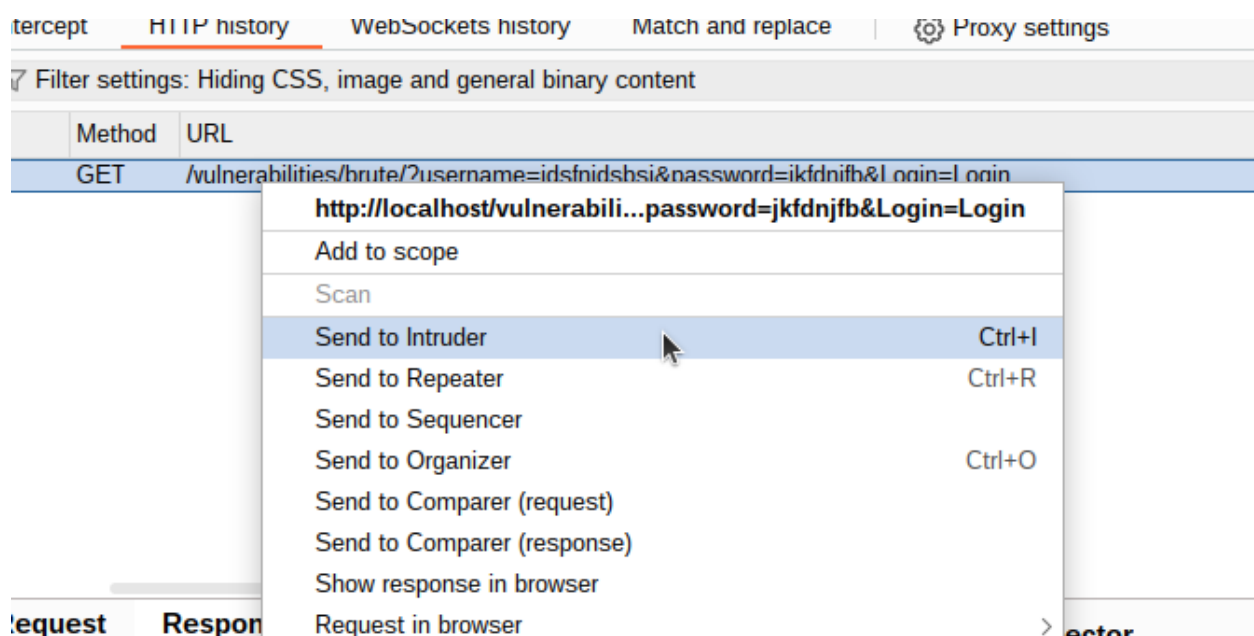 tercept HTTP history WebSockets history Match and replace Proxy settings
Filter settings: Hiding CSS, image and general binary content
Method URL
GET /vulnerabilities/brute/?username=idsfnidsbsi&password=jkfdnjfb&Login=Login
http://localhost/vulnerabili...password=jkfdnjfb&Login=Login
Add to scope
Scan
Send to Intruder Ctrl+I
Send to Repeater Ctrl+R
Send to Sequencer
Send to Organizer Ctrl+O
Send to Comparer (request)
Send to Comparer (response)
Show response in browser
equest Respon Request in browser ector